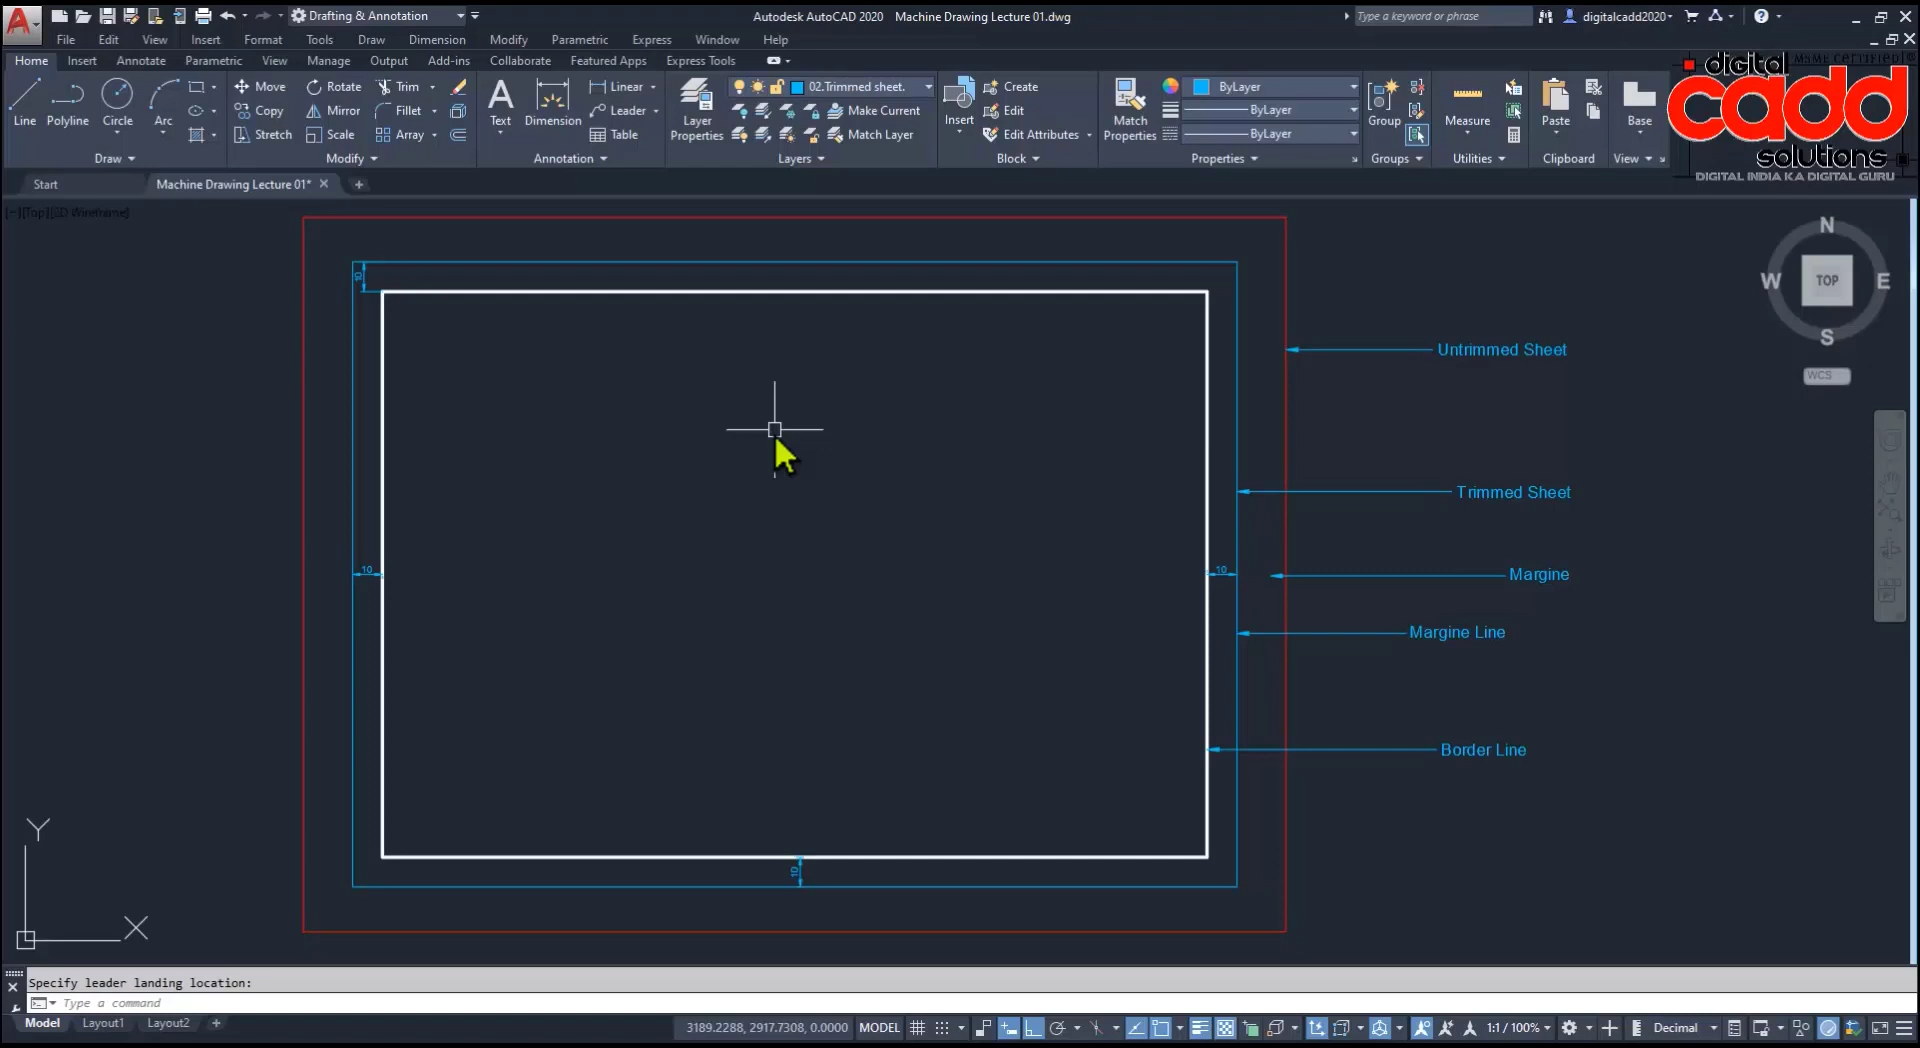 Drafting & Annotation
Autodesk AutoCAD 2020 Machine Drawing Lecture 01.dwg
Type a keyword or phrase
digitalcadd2020
File Edit View Insert Format Tools Draw Dimension Modify Parametric Express Window Help
Home Insert Annotate Parametric View Manage Output Add-ins Collaborate Featured Apps Express Tools
Line Polyline Circle Arc
Move Rotate Trim
Copy Mirror Fillet
Stretch Scale Array
Text Dimension
Linear
Leader
Table
Layer Properties
02.Trimmed sheet.
Make Current
Match Layer
Insert
Create
Edit
Edit Attributes
Match Properties
ByLayer
ByLayer
ByLayer
Group
Measure
Paste
Base
Draw Modify Annotation Layers Block Properties Groups Utilities Clipboard View
digital
MSME Certified
cadd
solutions
DIGITAL INDIA KA DIGITAL GURU
Start Machine Drawing Lecture 01*
[−][Top][2D Wireframe]
N
W TOP E
S
WCS
10
Untrimmed Sheet
Trimmed Sheet
10 10
Margine
Margine Line
Border Line
10
Y
X
Specify leader landing location:
Type a command
Model Layout1 Layout2
3189.2288, 2917.7308, 0.0000 MODEL
1:1 / 100%
Decimal